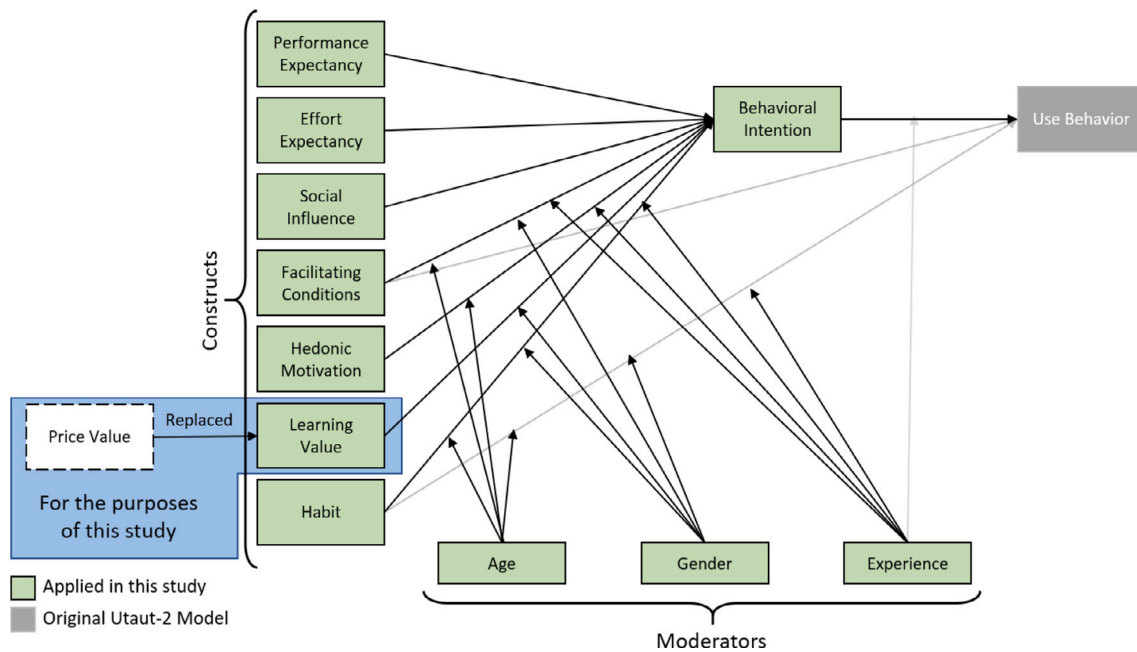 Performance
Expectancy
Effort
Expectancy
Social
Influence
Facilitating
Conditions
Hedonic
Motivation
Learning
Value
Habit
Constructs
Behavioral
Intention
Use Behavior
Price Value
Replaced
For the purposes
of this study
Age
Gender
Experience
Moderators
Applied in this study
Original Utaut-2 Model